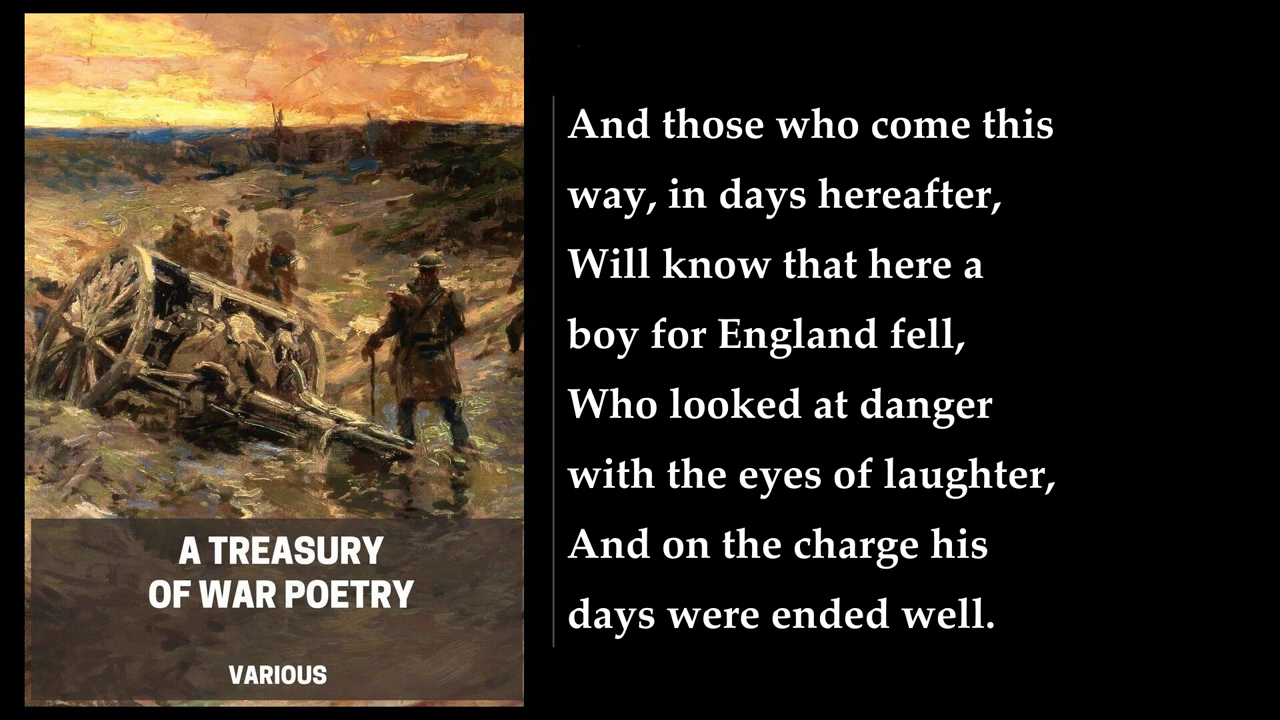 A TREASURY
OF WAR POETRY
VARIOUS
And those who come this
way, in days hereafter,
Will know that here a
boy for England fell,
Who looked at danger
with the eyes of laughter,
And on the charge his
days were ended well.